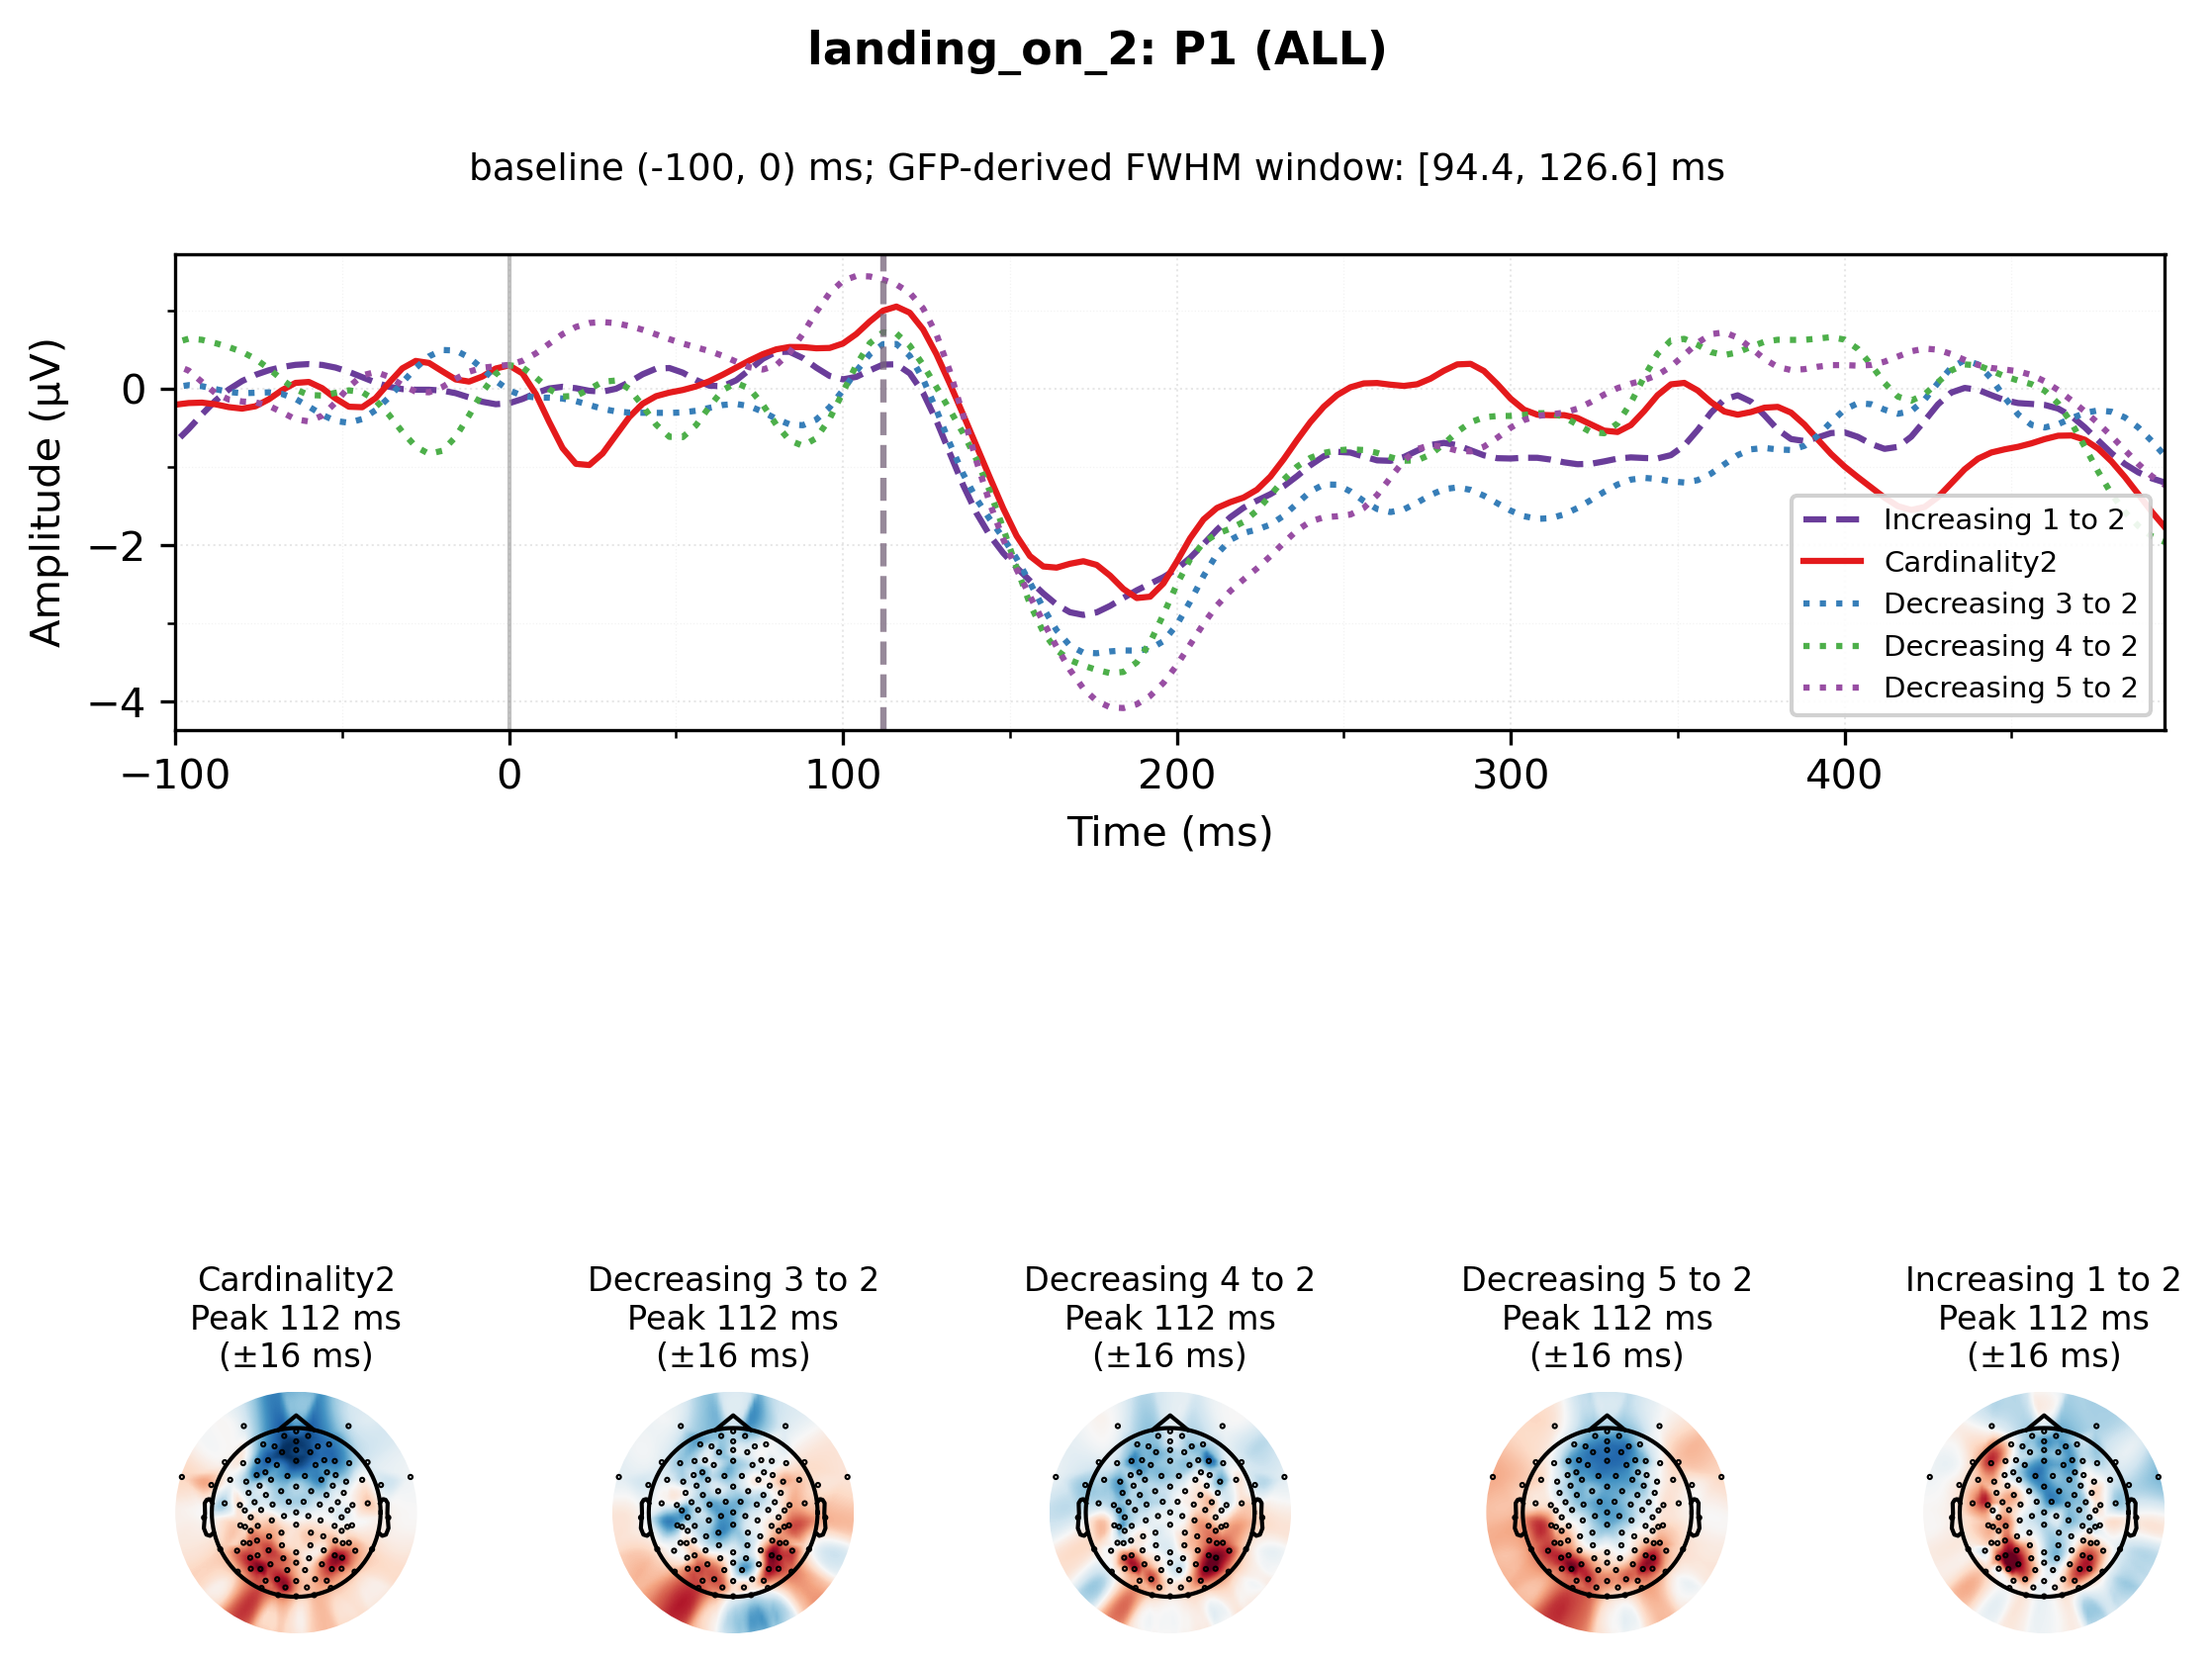 landing_on_2: P1 (ALL)
baseline (-100, 0) ms; GFP-derived FWHM window: [94.4, 126.6] ms
Amplitude (µV)
0
−2
−4
−100
0
100
200
300
400
Time (ms)
Increasing 1 to 2
Cardinality2
Decreasing 3 to 2
Decreasing 4 to 2
Decreasing 5 to 2
Cardinality2
Peak 112 ms
(±16 ms)
Decreasing 3 to 2
Peak 112 ms
(±16 ms)
Decreasing 4 to 2
Peak 112 ms
(±16 ms)
Decreasing 5 to 2
Peak 112 ms
(±16 ms)
Increasing 1 to 2
Peak 112 ms
(±16 ms)